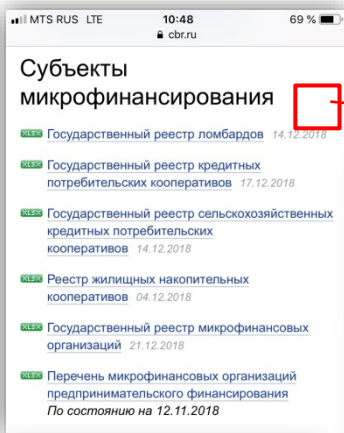 MTS RUS LTE 10:48 69 %
cbr.ru
Субъекты
микрофинансирования
XLSX Государственный реестр ломбардов 14.12.2018
XLSX Государственный реестр кредитных
потребительских кооперативов 17.12.2018
XLSX Государственный реестр сельскохозяйственных
кредитных потребительских
кооперативов 14.12.2018
XLSX Реестр жилищных накопительных
кооперативов 04.12.2018
XLSX Государственный реестр микрофинансовых
организаций 21.12.2018
XLSX Перечень микрофинансовых организаций
предпринимательского финансирования
По состоянию на 12.11.2018